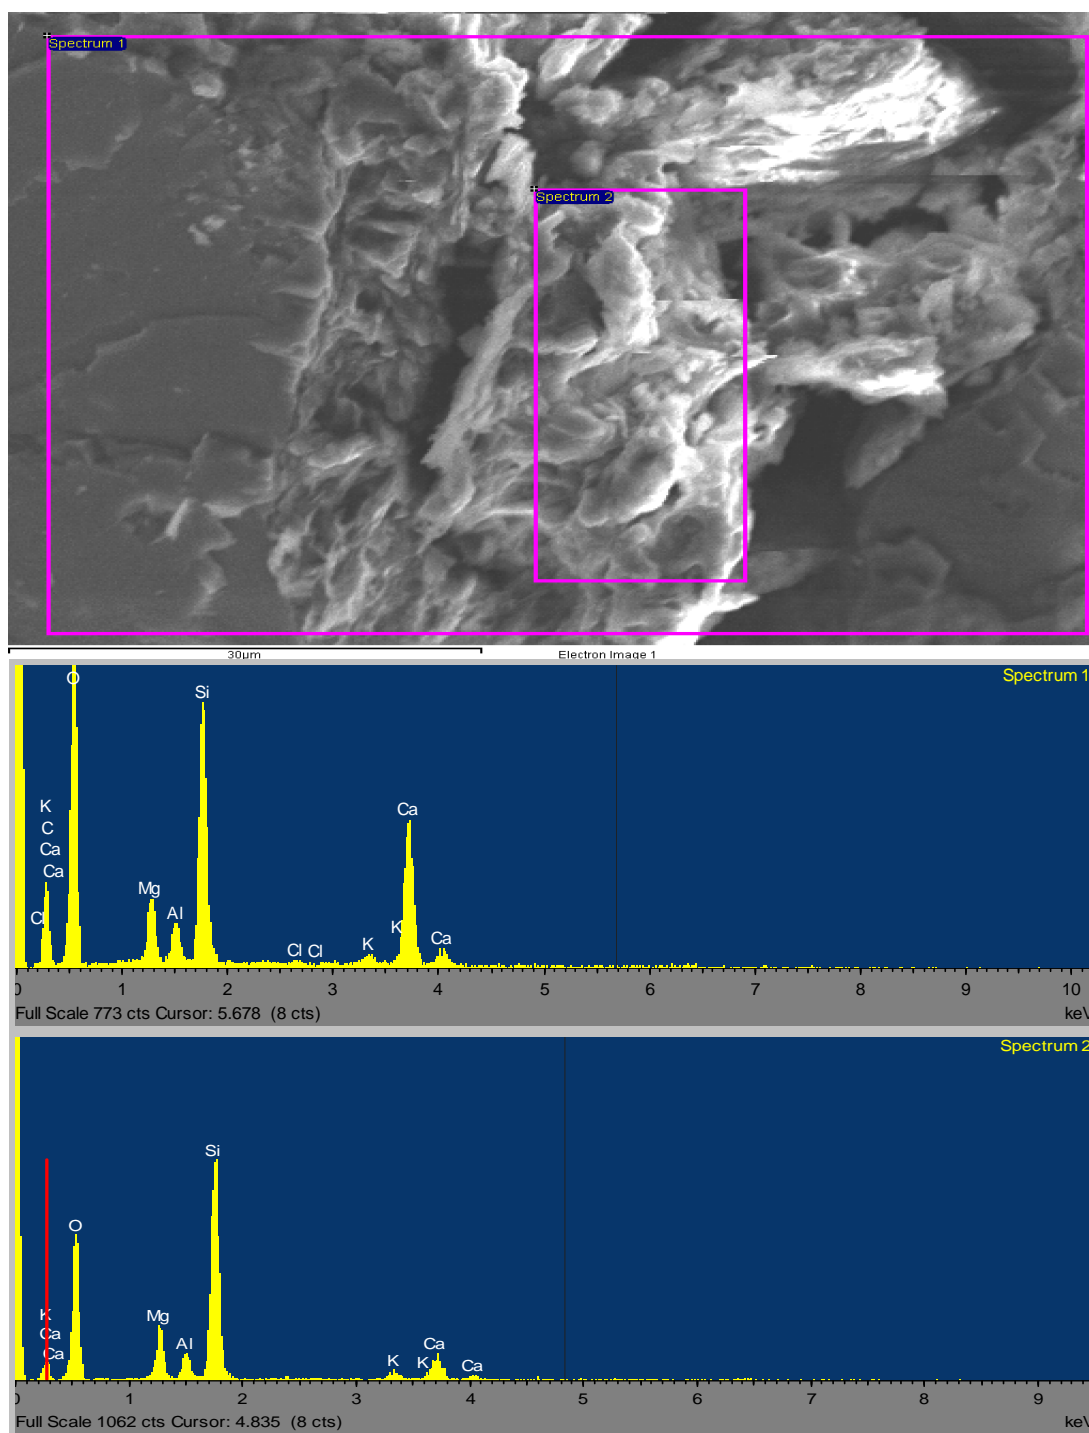 Spectrum 1
Spectrum 2
30µm
Electron Image 1
Spectrum 1
O
Si
K
C
Ca
Ca
Cl
Mg
Al
Cl
Cl
K
K
Ca
Ca
0 1 2 3 4 5 6 7 8 9 10
Full Scale 773 cts Cursor: 5.678 (8 cts)
keV
Spectrum 2
Si
O
K
Ca
Ca
Mg
Al
K
K
Ca
Ca
0 1 2 3 4 5 6 7 8 9
Full Scale 1062 cts Cursor: 4.835 (8 cts)
keV